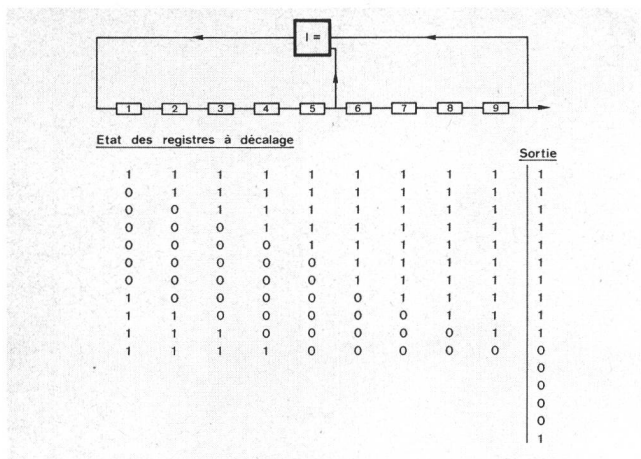 I =
1 2 3 4 5 6 7 8 9
Etat des registres à décalage
Sortie
1 1 1 1 1 1 1 1 1 1
0 1 1 1 1 1 1 1 1 1
0 0 1 1 1 1 1 1 1 1
0 0 0 1 1 1 1 1 1 1
0 0 0 0 1 1 1 1 1 1
0 0 0 0 0 1 1 1 1 1
0 0 0 0 0 1 1 1 1 1
1 0 0 0 0 0 1 1 1 1
1 1 0 0 0 0 0 1 1 1
1 1 1 0 0 0 0 0 1 1
1 1 1 1 0 0 0 0 0 0
0
0
0
0
1